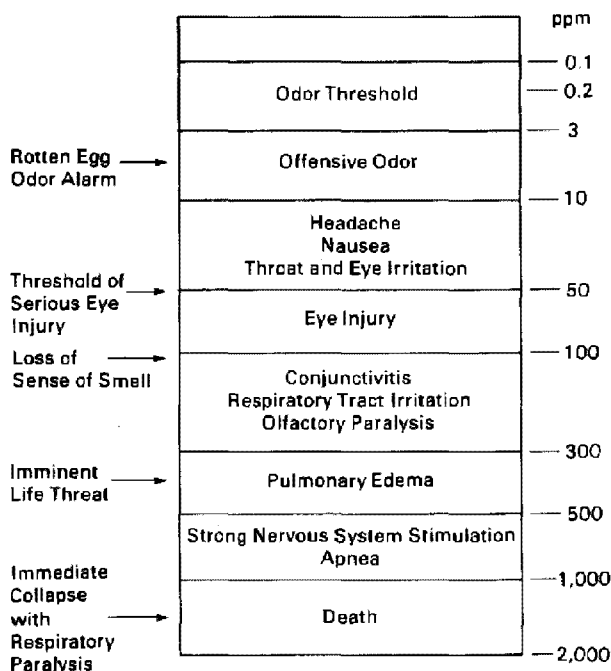 ppm
0.1
Odor Threshold
0.2
3
Rotten Egg
Odor Alarm
Offensive Odor
10
Headache
Nausea
Throat and Eye Irritation
Threshold of
Serious Eye
Injury
50
Eye Injury
Loss of
Sense of Smell
100
Conjunctivitis
Respiratory Tract Irritation
Olfactory Paralysis
300
Imminent
Life Threat
Pulmonary Edema
500
Strong Nervous System Stimulation
Apnea
1,000
Immediate
Collapse
with
Respiratory
Paralysis
Death
2,000